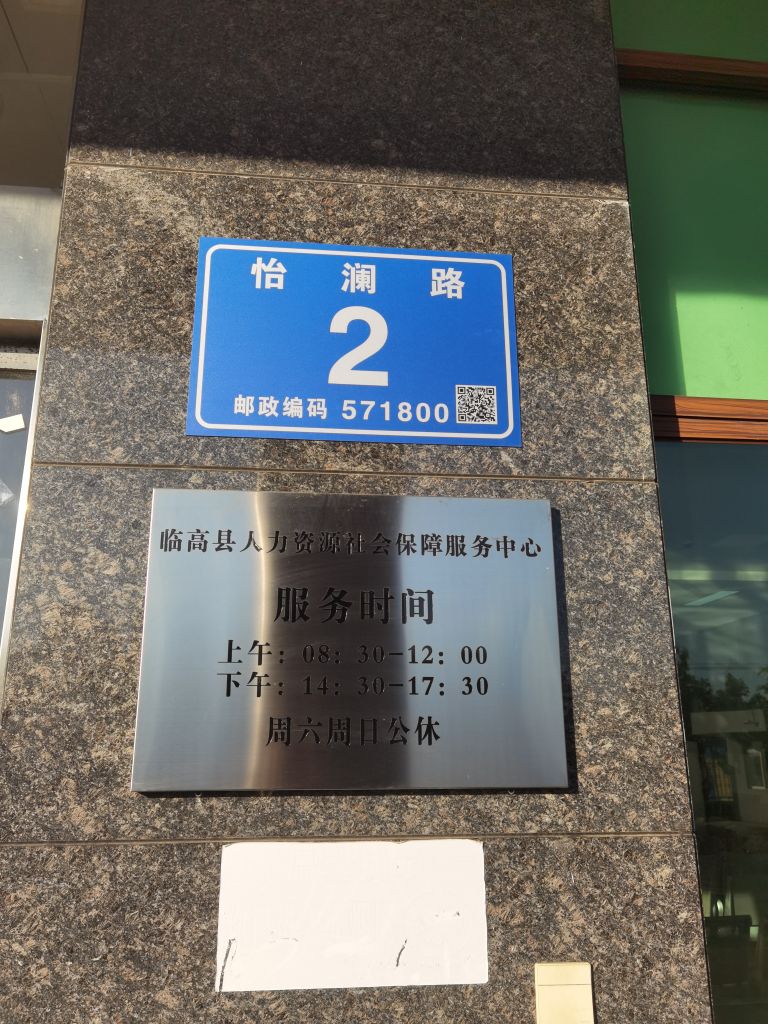 怡澜路
2
邮政编码 571800
临高县人力资源社会保障服务中心
服务时间
上午：08：30-12：00
下午：14：30-17：30
周六周日公休